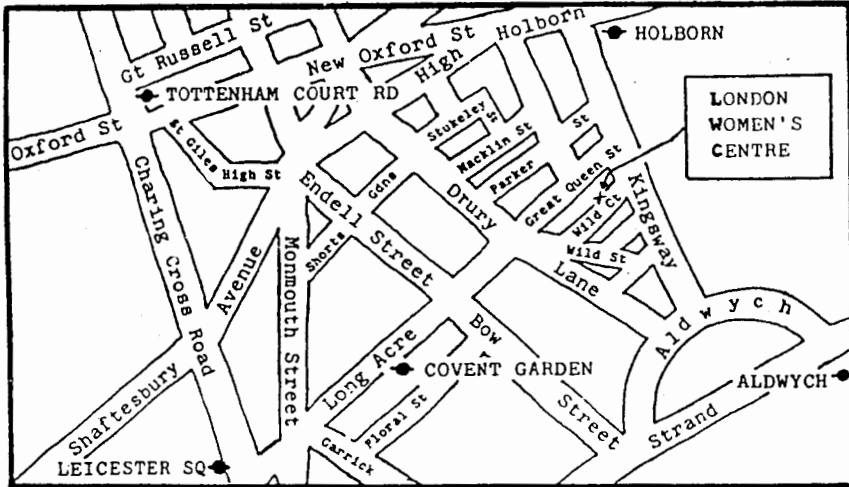 Gt Russell St
New Oxford St
High Holborn
HOLBORN
TOTTENHAM COURT RD
LONDON
WOMEN'S
CENTRE
Oxford St
St Giles High St
Stukeley St
Macklin St
Parker St
Great Queen St
Wild Ct
Wild St
Kingsway
Drury Lane
Endell Street
Shorts Gdns
Charing Cross Road
Shaftesbury Avenue
Monmouth Street
Long Acre
Bow Street
Aldwych
COVENT GARDEN
ALDWYCH
Floral St
Garrick
Strand
LEICESTER SQ